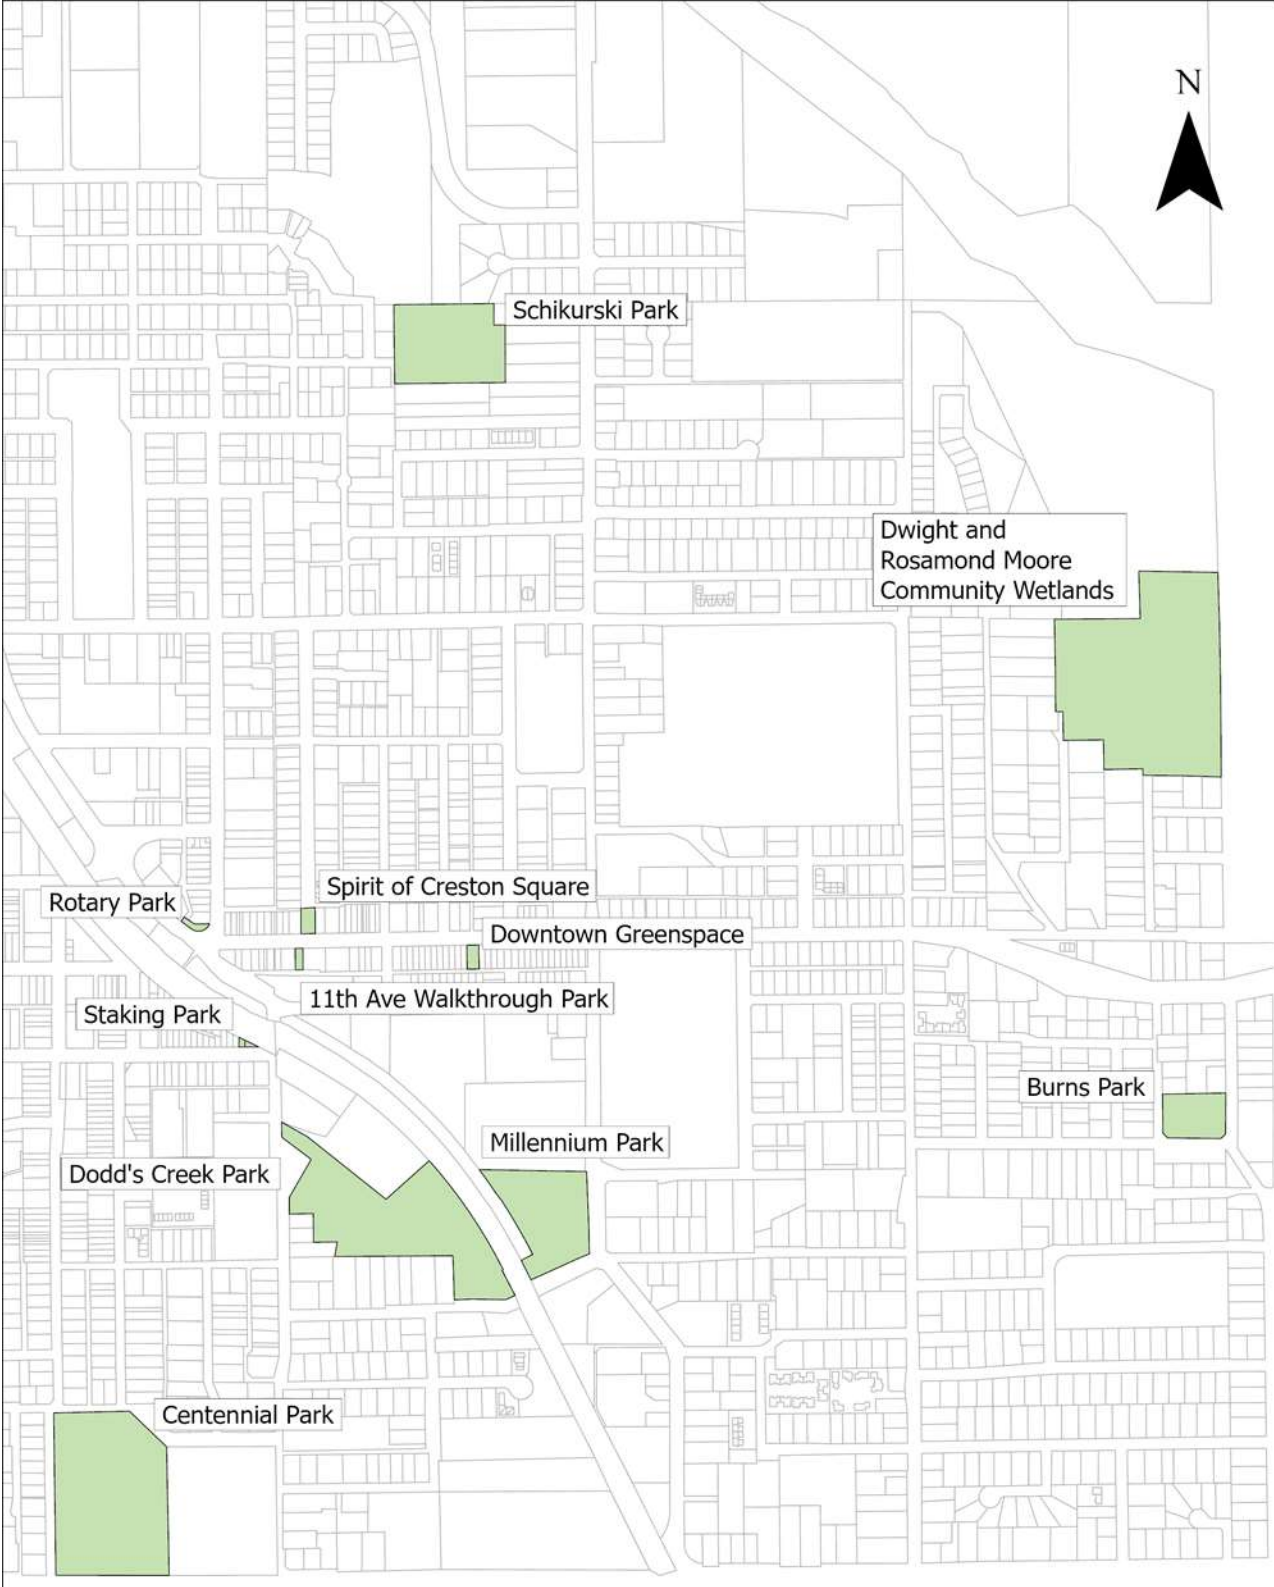 N
Schikurski Park
Dwight and
Rosamond Moore
Community Wetlands
Spirit of Creston Square
Rotary Park
Downtown Greenspace
11th Ave Walkthrough Park
Staking Park
Burns Park
Millennium Park
Dodd's Creek Park
Centennial Park